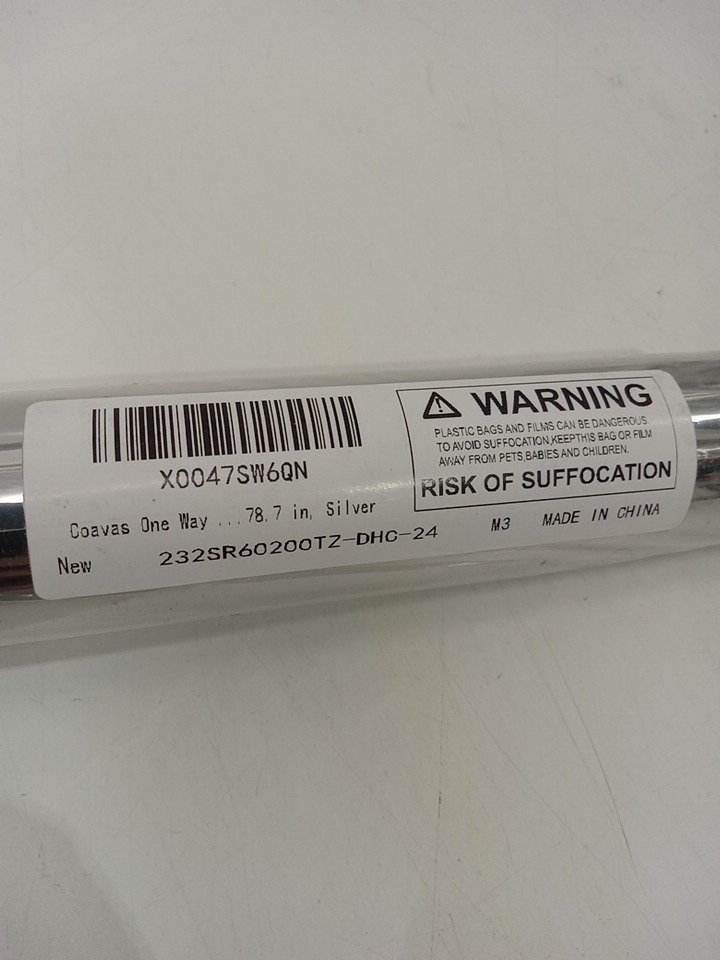 X0047SW6QN
Coavas One Way ...78.7 in, Silver
New
232SR60200TZ-DHC-24
⚠ WARNING
PLASTIC BAGS AND FILMS CAN BE DANGEROUS.
TO AVOID SUFFOCATION,KEEPTHIS BAG OR FILM
AWAY FROM PETS,BABIES AND CHILDREN.
RISK OF SUFFOCATION
M3 MADE IN CHINA